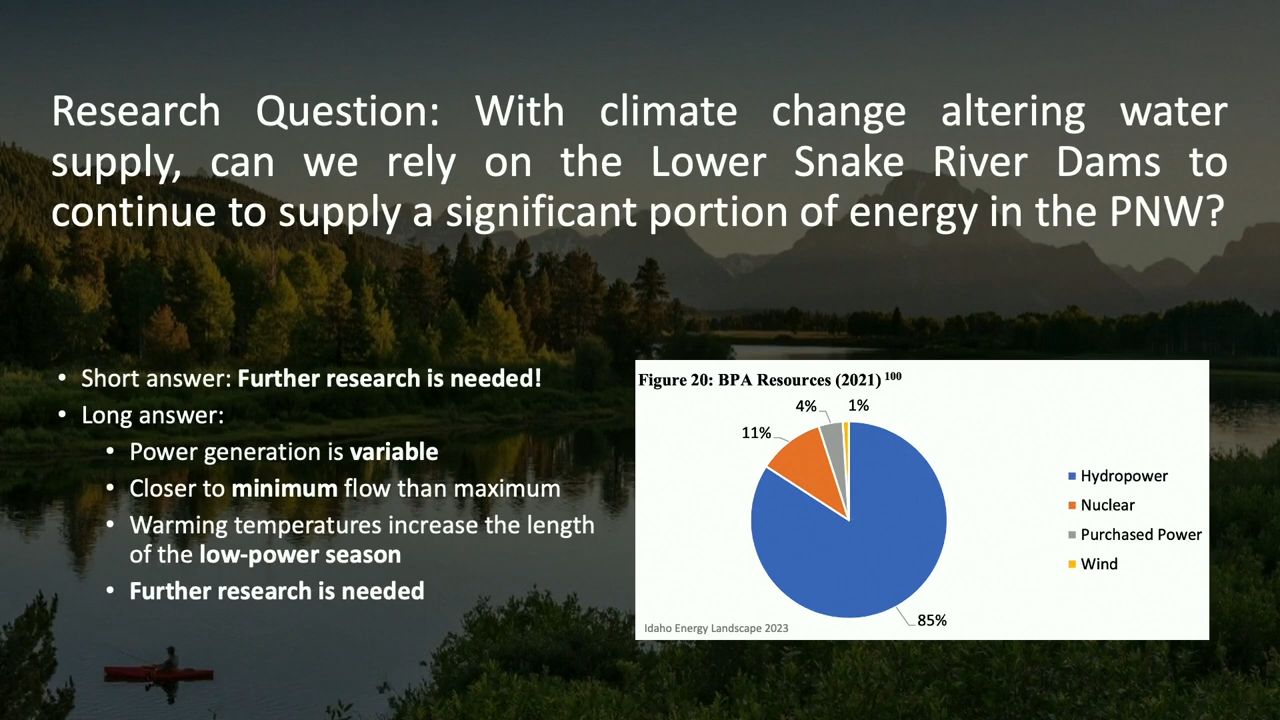 Research Question: With climate change altering water
supply, can we rely on the Lower Snake River Dams to
continue to supply a significant portion of energy in the PNW?
• Short answer: Further research is needed!
• Long answer:
• Power generation is variable
• Closer to minimum flow than maximum
• Warming temperatures increase the length
of the low-power season
• Further research is needed
Figure 20: BPA Resources (2021) 100
4%
1%
11%
Hydropower
Nuclear
Purchased Power
Wind
85%
Idaho Energy Landscape 2023